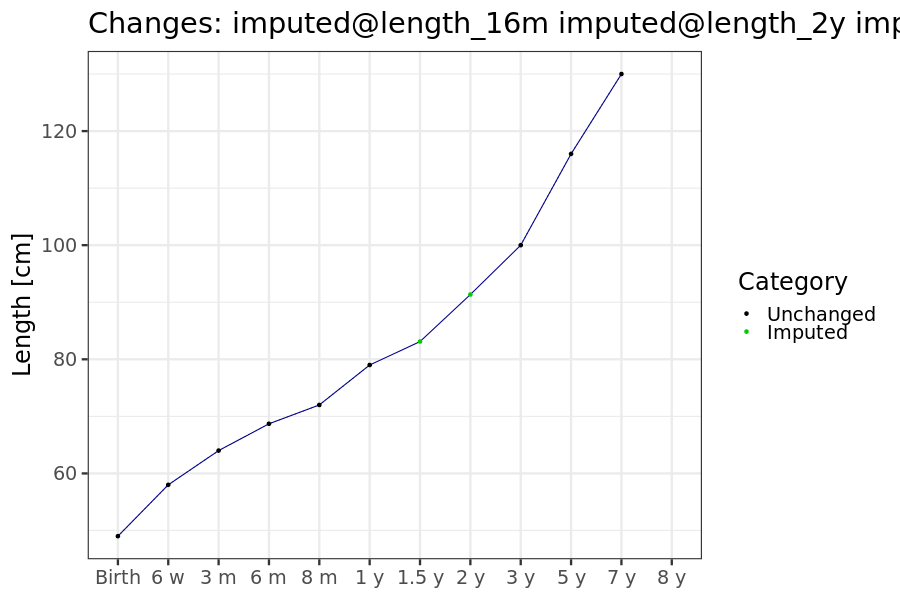 Changes: imputed@length_16m imputed@length_2y imp
Length [cm]
120
100
80
60
Birth 6 w 3 m 6 m 8 m 1 y 1.5 y 2 y 3 y 5 y 7 y 8 y
Category
Unchanged
Imputed